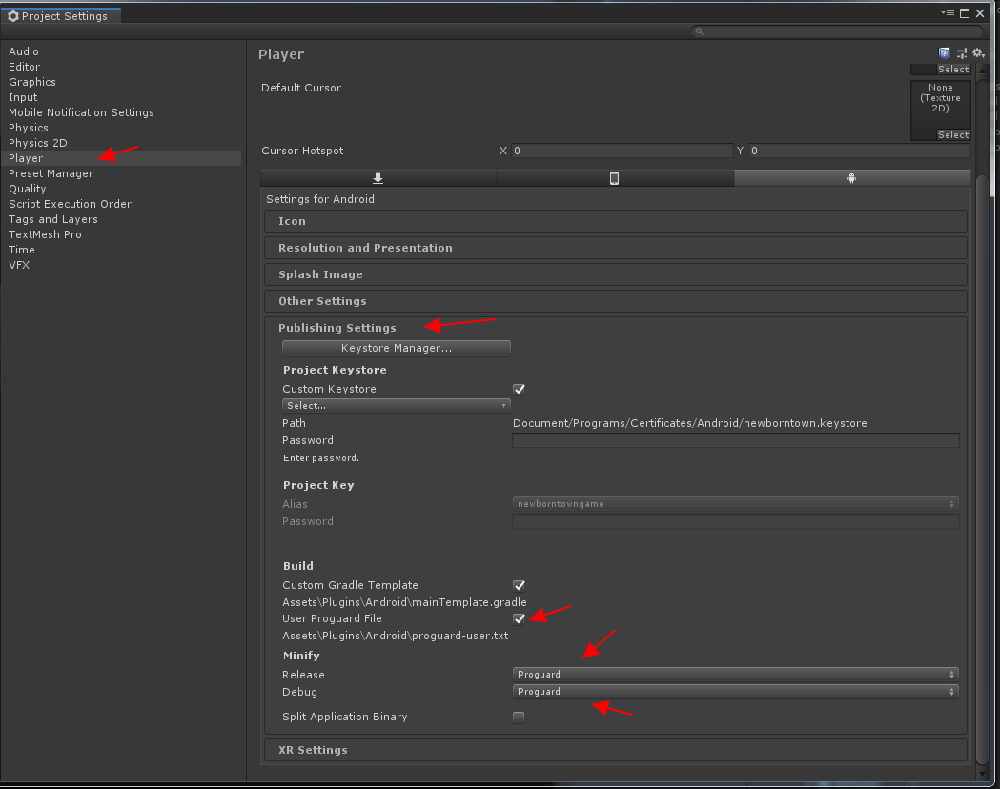 Project Settings
Audio
Editor
Graphics
Input
Mobile Notification Settings
Physics
Physics 2D
Player
Preset Manager
Quality
Script Execution Order
Tags and Layers
TextMesh Pro
Time
VFX
Player
Select
Default Cursor
None
(Texture
2D)
Select
Cursor Hotspot X 0 Y 0
Settings for Android
Icon
Resolution and Presentation
Splash Image
Other Settings
Publishing Settings
Keystore Manager...
Project Keystore
Custom Keystore
Select...
Path Document/Programs/Certificates/Android/newborntown.keystore
Password
Enter password.
Project Key
Alias newborntowngame
Password
Build
Custom Gradle Template
Assets\Plugins\Android\mainTemplate.gradle
User Proguard File
Assets\Plugins\Android\proguard-user.txt
Minify
Release Proguard
Debug Proguard
Split Application Binary
XR Settings